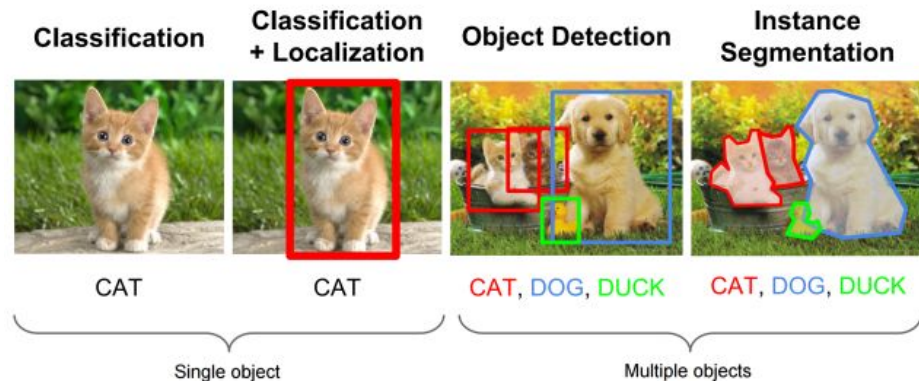 Classification
Classification
+ Localization
Object Detection
Instance
Segmentation
CAT
CAT
CAT, DOG, DUCK
CAT, DOG, DUCK
Single object
Multiple objects